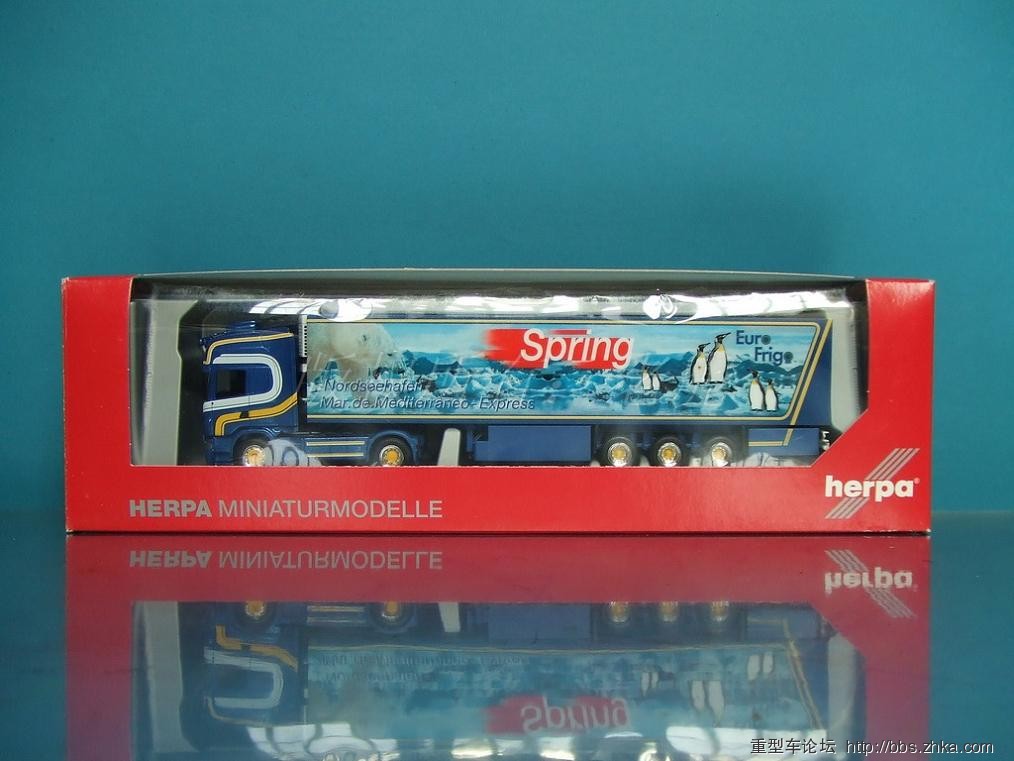 Spring
Euro
Frigo
Nordseehafen
Mar de Mediterraneo-Express
herpa®
HERPA MINIATURMODELLE
重型车论坛 http://bbs.zhka.com